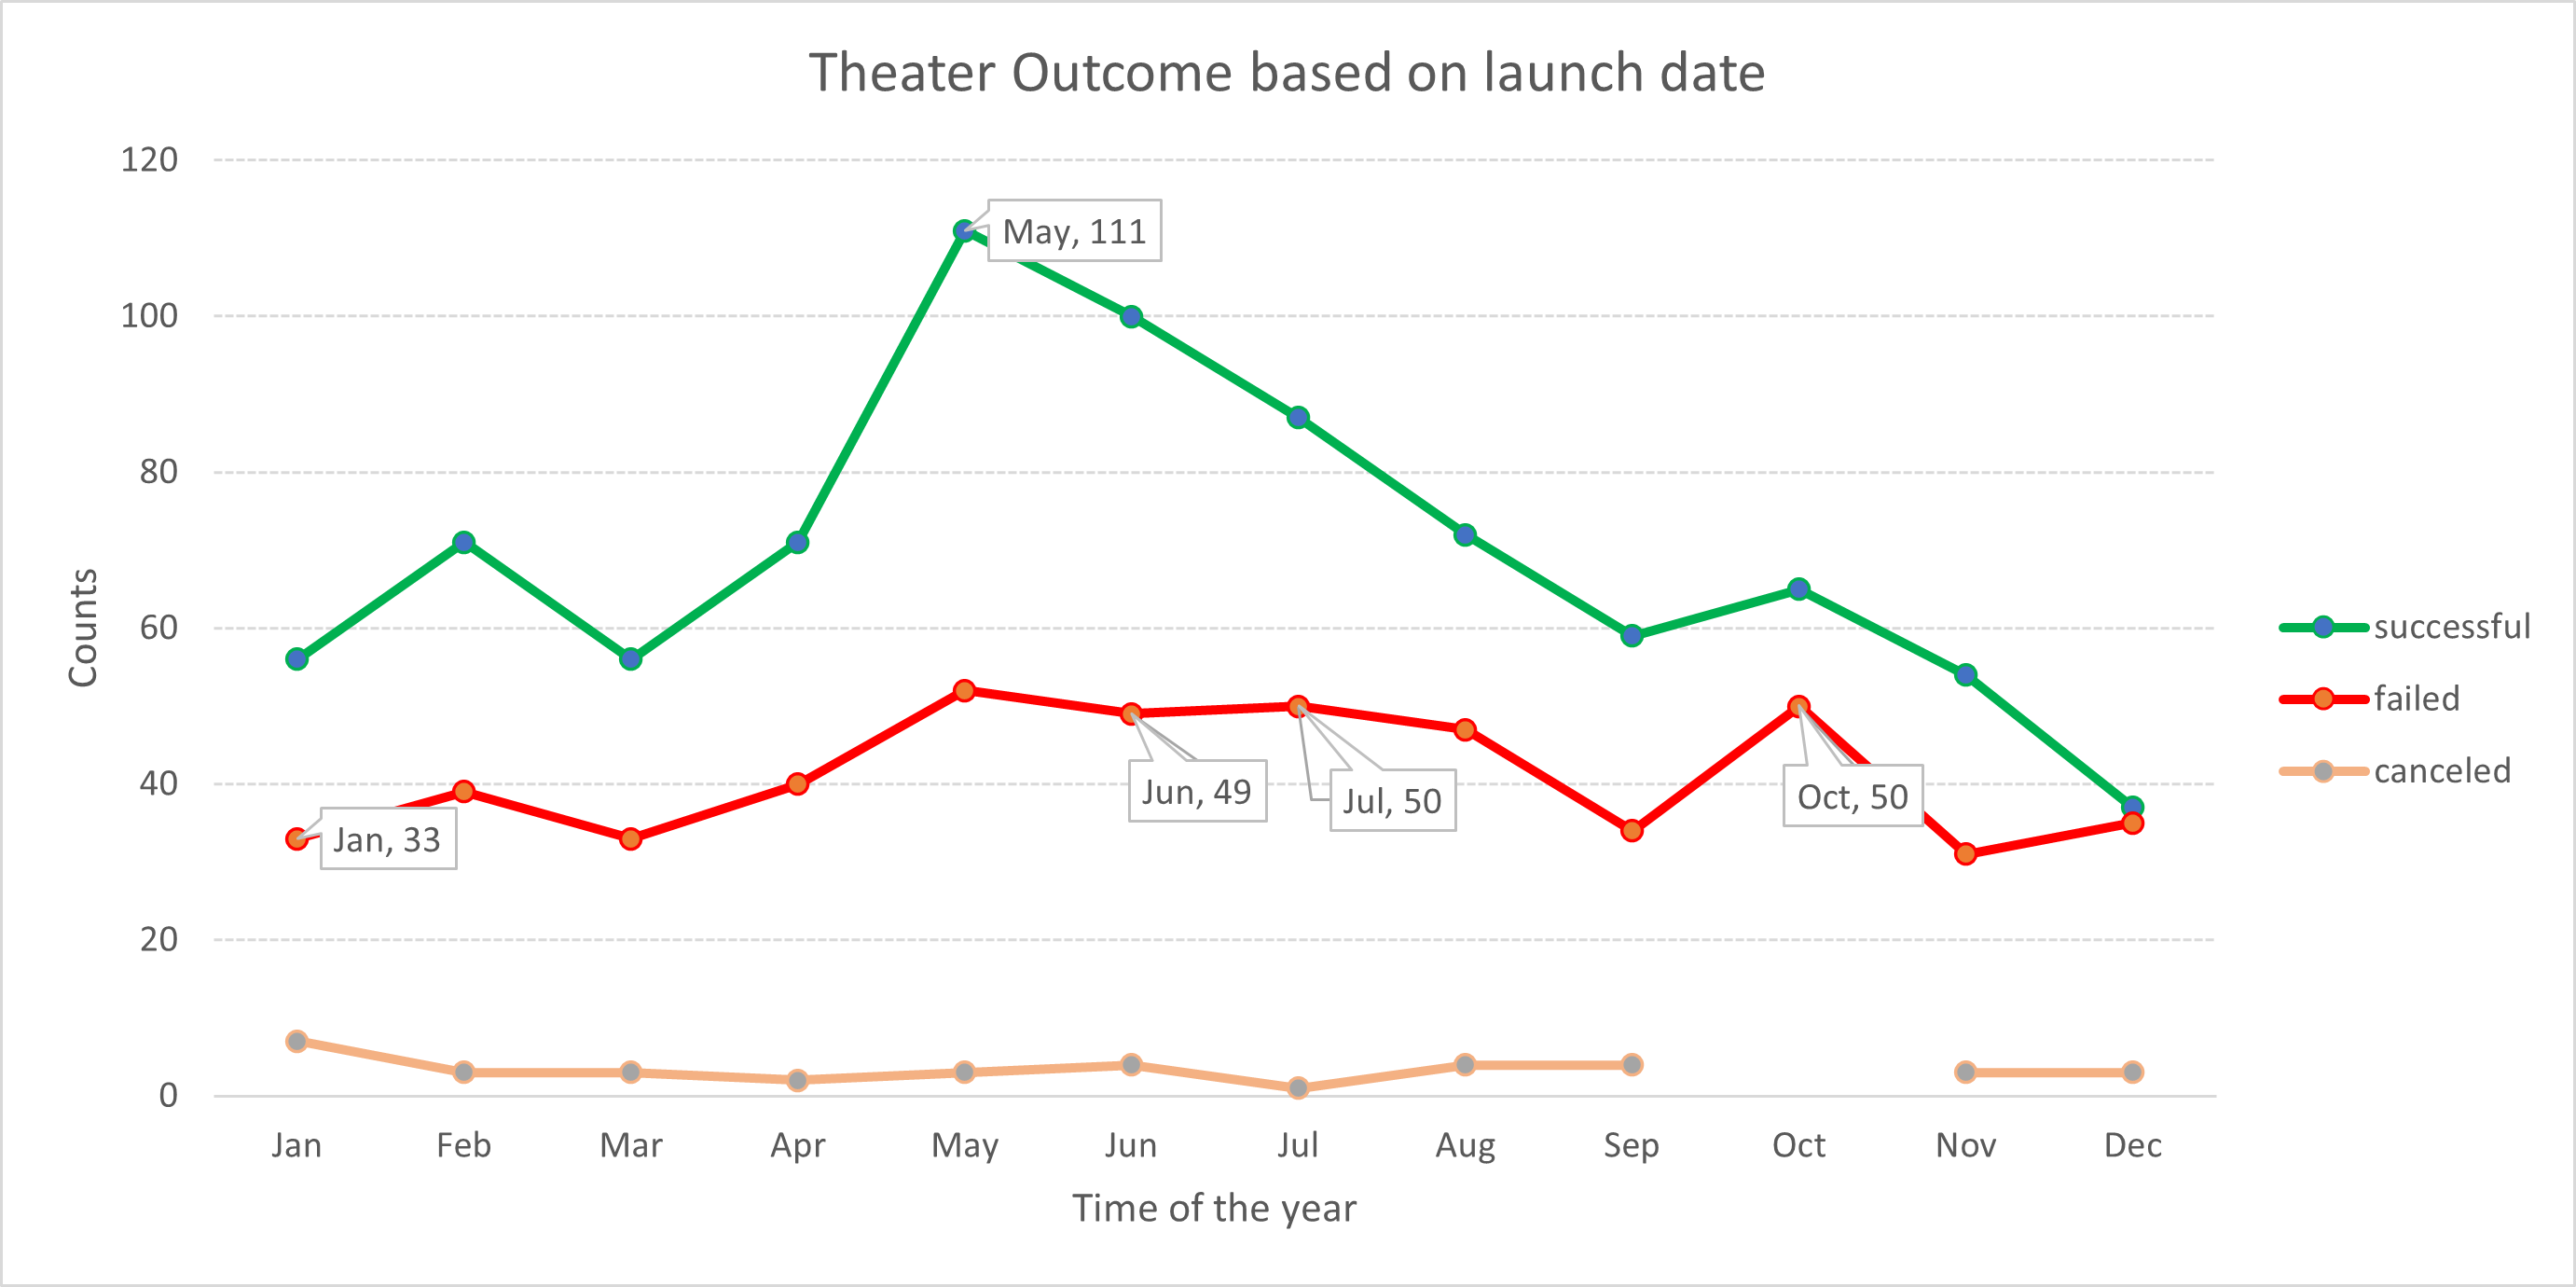 Theater Outcome based on launch date
120
100
80
60
40
20
0
Counts
May, 111
Jan, 33
Jun, 49
Jul, 50
Oct, 50
successful
failed
canceled
Jan Feb Mar Apr May Jun Jul Aug Sep Oct Nov Dec
Time of the year